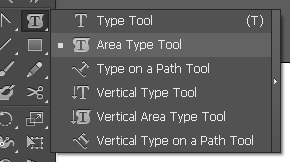 Type Tool (T)
Area Type Tool
Type on a Path Tool
Vertical Type Tool
Vertical Area Type Tool
Vertical Type on a Path Tool